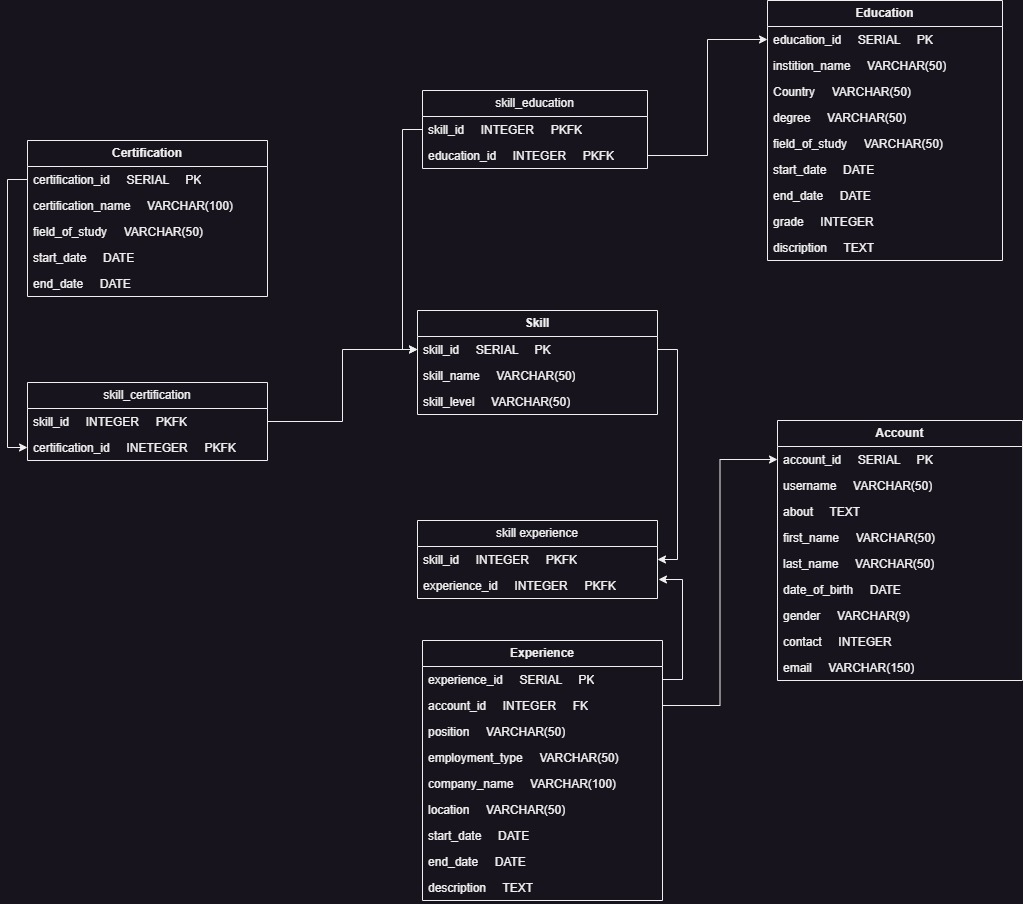 Education
education_id SERIAL PK
instition_name VARCHAR(50)
Country VARCHAR(50)
degree VARCHAR(50)
field_of_study VARCHAR(50)
start_date DATE
end_date DATE
grade INTEGER
discription TEXT
skill_education
skill_id INTEGER PKFK
education_id INTEGER PKFK
Certification
certification_id SERIAL PK
certification_name VARCHAR(100)
field_of_study VARCHAR(50)
start_date DATE
end_date DATE
Skill
skill_id SERIAL PK
skill_name VARCHAR(50)
skill_level VARCHAR(50)
skill_certification
skill_id INTEGER PKFK
certification_id INETEGER PKFK
Account
account_id SERIAL PK
username VARCHAR(50)
about TEXT
first_name VARCHAR(50)
last_name VARCHAR(50)
date_of_birth DATE
gender VARCHAR(9)
contact INTEGER
email VARCHAR(150)
skill experience
skill_id INTEGER PKFK
experience_id INTEGER PKFK
Experience
experience_id SERIAL PK
account_id INTEGER FK
position VARCHAR(50)
employment_type VARCHAR(50)
company_name VARCHAR(100)
location VARCHAR(50)
start_date DATE
end_date DATE
description TEXT